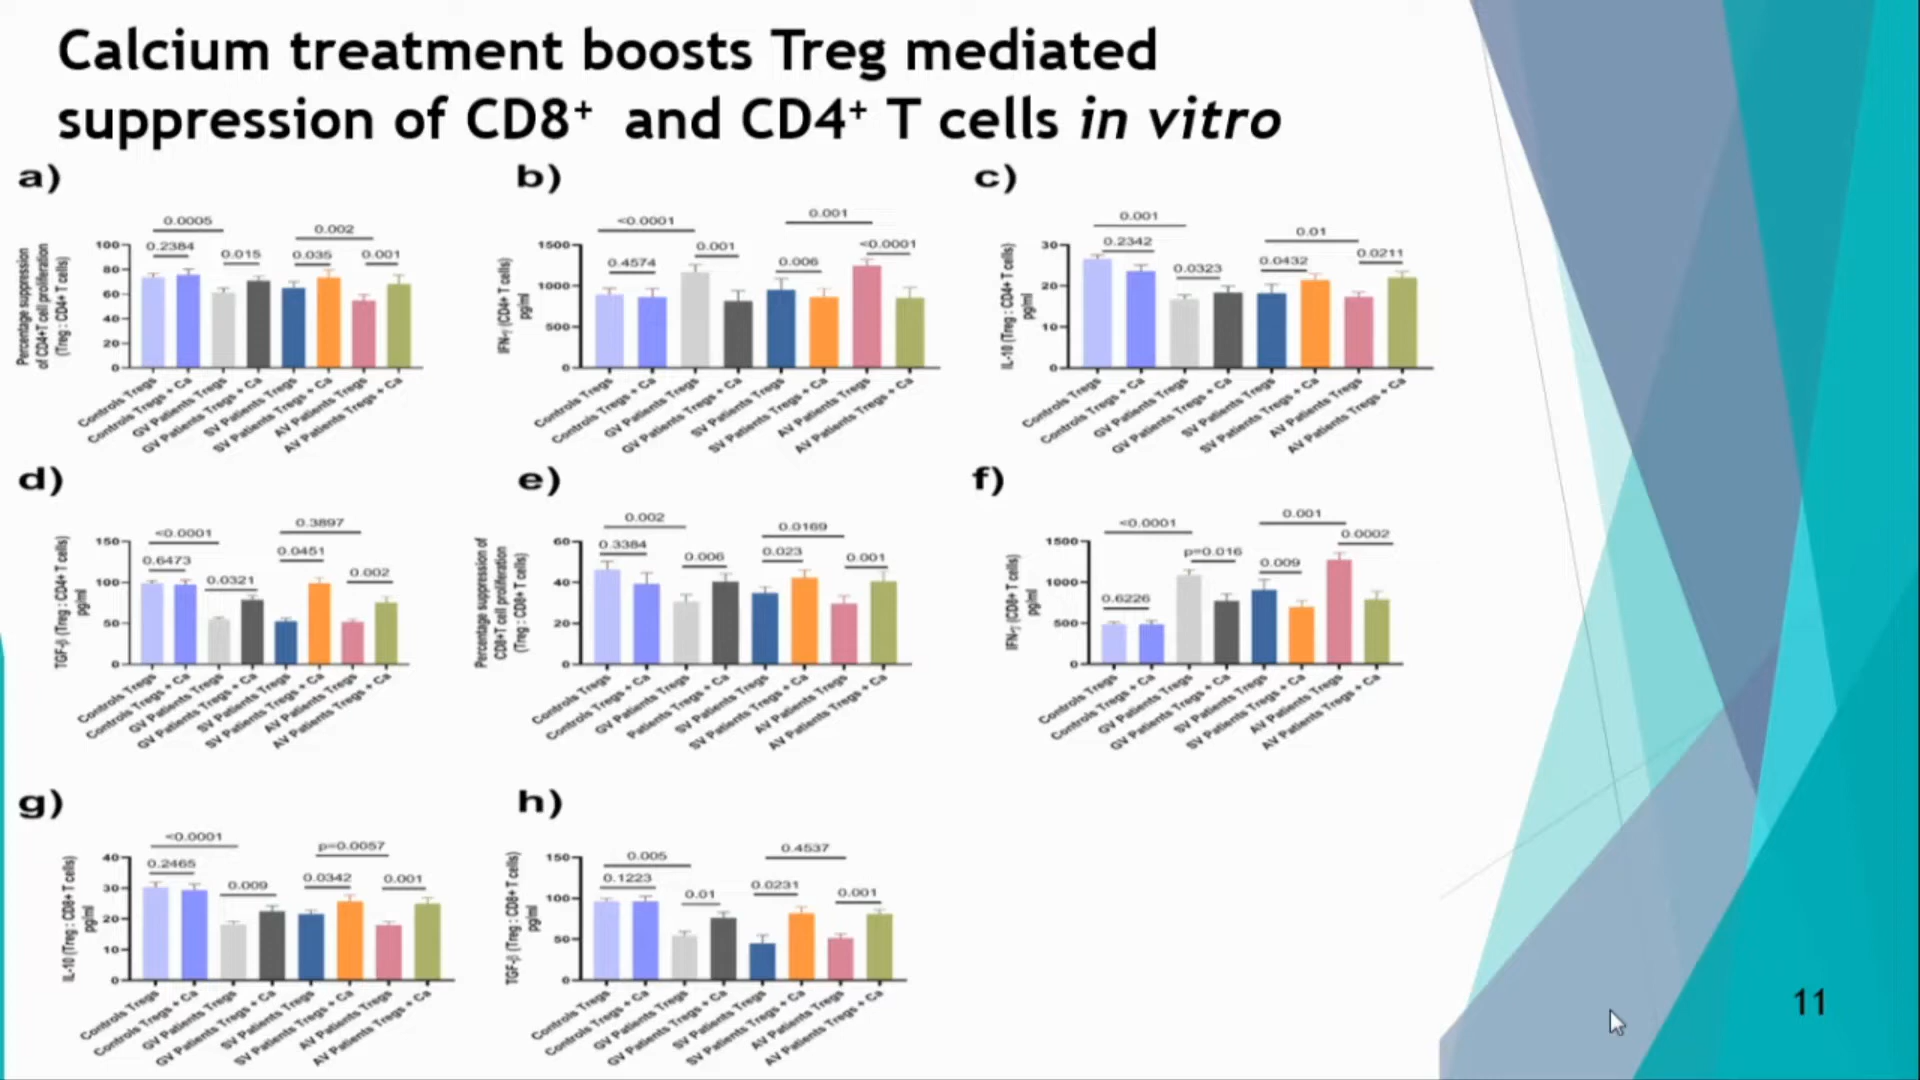 Calcium treatment boosts Treg mediated
suppression of CD8⁺ and CD4⁺ T cells in vitro
a)
0.0005
0.002
0.2384
0.015
0.035
0.001
Percentage suppression
of CD4+T cell proliferation
(Treg : CD4+ T cells)
100
80
60
40
20
0
Controls Tregs
Controls Tregs + Ca
GV Patients Tregs
GV Patients Tregs + Ca
SV Patients Tregs
SV Patients Tregs + Ca
AV Patients Tregs
AV Patients Tregs + Ca
b)
<0.0001
0.001
0.4574
0.001
0.006
<0.0001
IFN-γ (CD4+ T cells)
pg/ml
1500
1000
500
0
Controls Tregs
Controls Tregs + Ca
GV Patients Tregs
GV Patients Tregs + Ca
SV Patients Tregs
SV Patients Tregs + Ca
AV Patients Tregs
AV Patients Tregs + Ca
c)
0.001
0.01
0.2342
0.0323
0.0432
0.0211
IL-10 (Treg : CD4+ T cells)
pg/ml
30
20
10
0
Controls Tregs
Controls Tregs + Ca
GV Patients Tregs
GV Patients Tregs + Ca
SV Patients Tregs
SV Patients Tregs + Ca
AV Patients Tregs
AV Patients Tregs + Ca
d)
<0.0001
0.3897
0.6473
0.0321
0.0451
0.002
TGF-β (Treg : CD4+ T cells)
pg/ml
150
100
50
0
Controls Tregs
Controls Tregs + Ca
GV Patients Tregs
GV Patients Tregs + Ca
SV Patients Tregs
SV Patients Tregs + Ca
AV Patients Tregs
AV Patients Tregs + Ca
e)
0.002
0.0169
0.3384
0.006
0.023
0.001
Percentage suppression of
CD8+T cell proliferation
(Treg : CD8+ T cells)
60
40
20
0
Controls Tregs
Controls Tregs + Ca
GV Patients Tregs
Patients Tregs + Ca
SV Patients Tregs
SV Patients Tregs + Ca
AV Patients Tregs
AV Patients Tregs + Ca
f)
<0.0001
0.001
0.6226
p=0.016
0.009
0.0002
IFN-γ (CD8+ T cells)
pg/ml
1500
1000
500
0
Controls Tregs
Controls Tregs + Ca
GV Patients Tregs
GV Patients Tregs + Ca
SV Patients Tregs
SV Patients Tregs + Ca
AV Patients Tregs
AV Patients Tregs + Ca
g)
<0.0001
p=0.0057
0.2465
0.009
0.0342
0.001
IL-10 (Treg : CD8+ T cells)
pg/ml
40
30
20
10
0
Controls Tregs
Controls Tregs + Ca
GV Patients Tregs
GV Patients Tregs + Ca
SV Patients Tregs
SV Patients Tregs + Ca
AV Patients Tregs
AV Patients Tregs + Ca
h)
0.005
0.4537
0.1223
0.01
0.0231
0.001
TGF-β (Treg : CD8+ T cells)
pg/ml
150
100
50
0
Controls Tregs
Controls Tregs + Ca
GV Patients Tregs
GV Patients Tregs + Ca
SV Patients Tregs
SV Patients Tregs + Ca
AV Patients Tregs
AV Patients Tregs + Ca
11